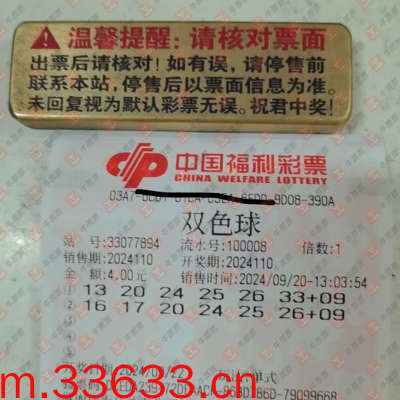 温馨提醒:请核对票面
出票后请核对!如有误,请停售前
联系本站,停售后以票面信息为准。
未回复视为默认彩票无误。祝君中奖!
中国福利彩票
CHINA WELFARE LOTTERY
9D08-390A
双色球
站 号:33077894 流水号:100008 倍数:1
销售期:2024110 开奖期:2024110
金 额:4.00元 销售时间:2024/09/20-13:03:54
① 13 20 24 25 26 33+09
② 16 17 20 24 25 26+09
m.33633.cn